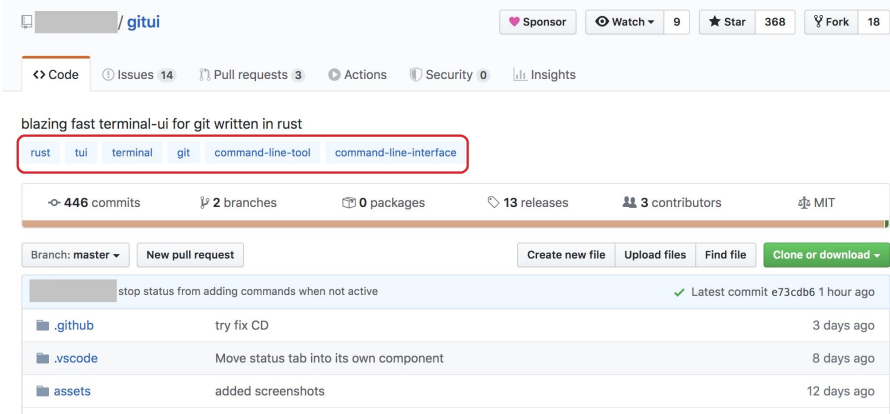 / gitui Sponsor Watch 9 Star 368 Fork 18
Code Issues 14 Pull requests 3 Actions Security 0 Insights
blazing fast terminal-ui for git written in rust
rust tui terminal git command-line-tool command-line-interface
446 commits 2 branches 0 packages 13 releases 3 contributors MIT
Branch: master New pull request Create new file Upload files Find file Clone or download
stop status from adding commands when not active Latest commit e73cdb6 1 hour ago
.github try fix CD 3 days ago
.vscode Move status tab into its own component 8 days ago
assets added screenshots 12 days ago